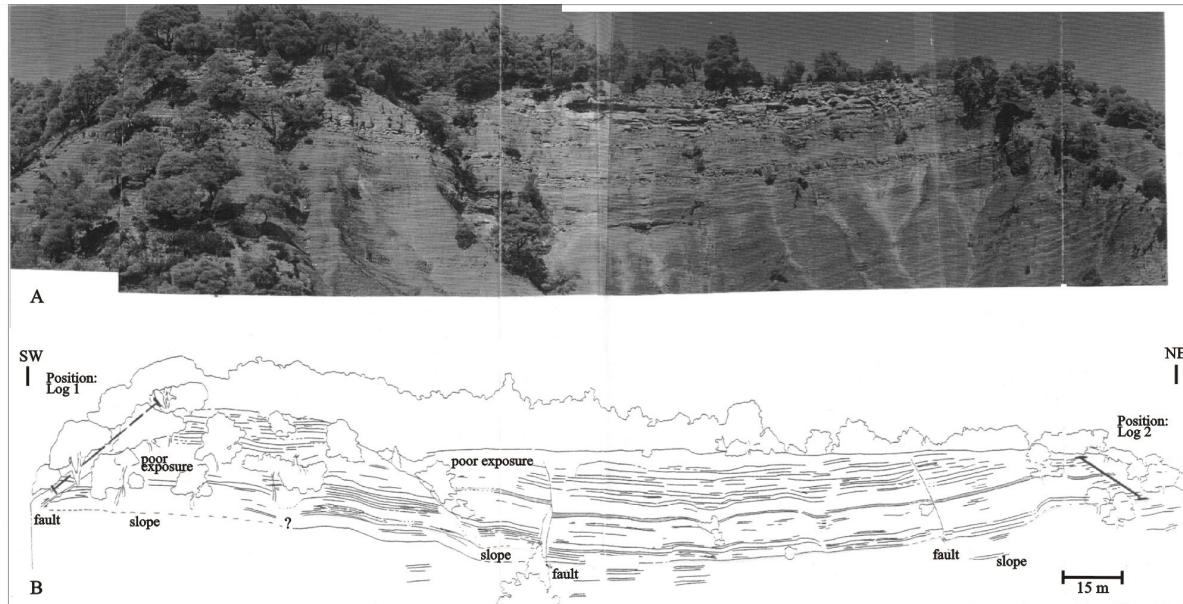 A
SW
NE
Position:
Log 1
Position:
Log 2
poor
exposure
poor exposure
fault
slope
?
slope
fault
fault
slope
B
15 m